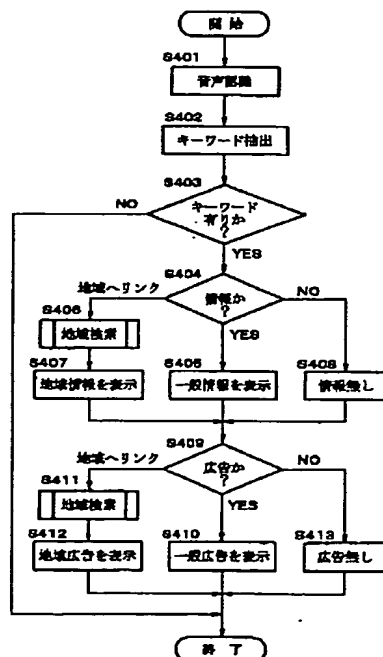 開始
S401
音声認識
S402
キーワード抽出
S403
NO
キーワード
有りか
?
YES
S404
地域へリンク
情報か
?
NO
S406
地域検索
YES
S407
S405
S408
地域情報を表示
一般情報を表示
情報無し
S409
地域へリンク
広告か
?
NO
S411
地域検索
YES
S412
S410
S413
地域広告を表示
一般広告を表示
広告無し
終了